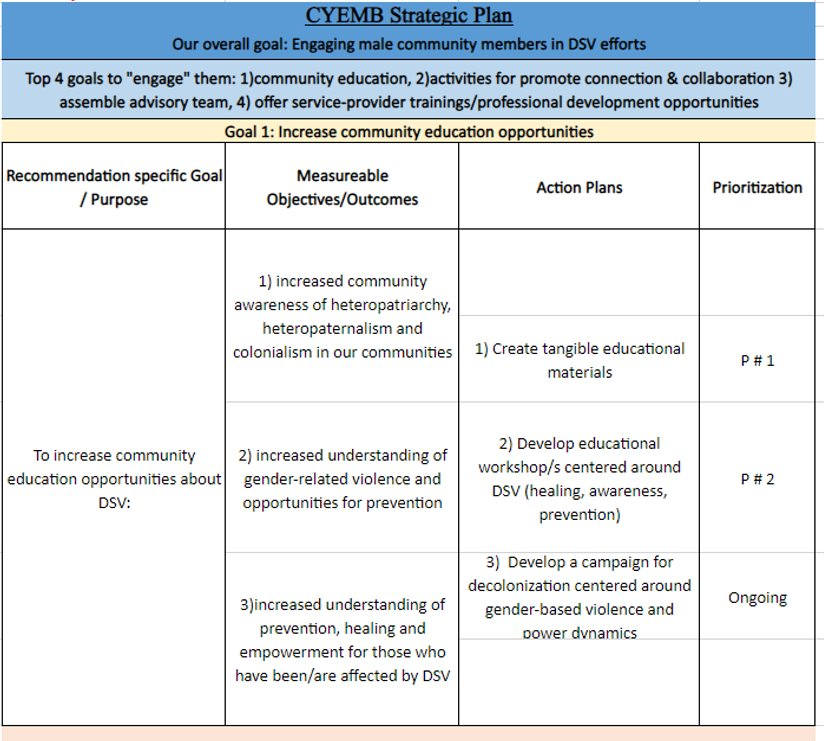 CYEMB Strategic Plan
Our overall goal: Engaging male community members in DSV efforts
Top 4 goals to "engage" them: 1)community education, 2)activities for promote connection & collaboration 3)
assemble advisory team, 4) offer service-provider trainings/professional development opportunities
Goal 1: Increase community education opportunities
Recommendation specific Goal
/ Purpose
Measureable
Objectives/Outcomes
Action Plans
Prioritization
To increase community
education opportunities about
DSV:
1) increased community
awareness of heteropatriarchy,
heteropaternalism and
colonialism in our communities
1) Create tangible educational
materials
P # 1
2) increased understanding of
gender-related violence and
opportunities for prevention
2) Develop educational
workshop/s centered around
DSV (healing, awareness,
prevention)
P # 2
3)increased understanding of
prevention, healing and
empowerment for those who
have been/are affected by DSV
3)  Develop a campaign for
decolonization centered around
gender-based violence and
power dynamics
Ongoing